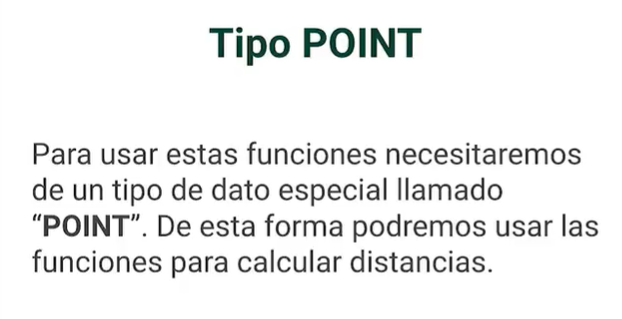 Tipo POINT
Para usar estas funciones necesitaremos
de un tipo de dato especial llamado
“POINT”. De esta forma podremos usar las
funciones para calcular distancias.